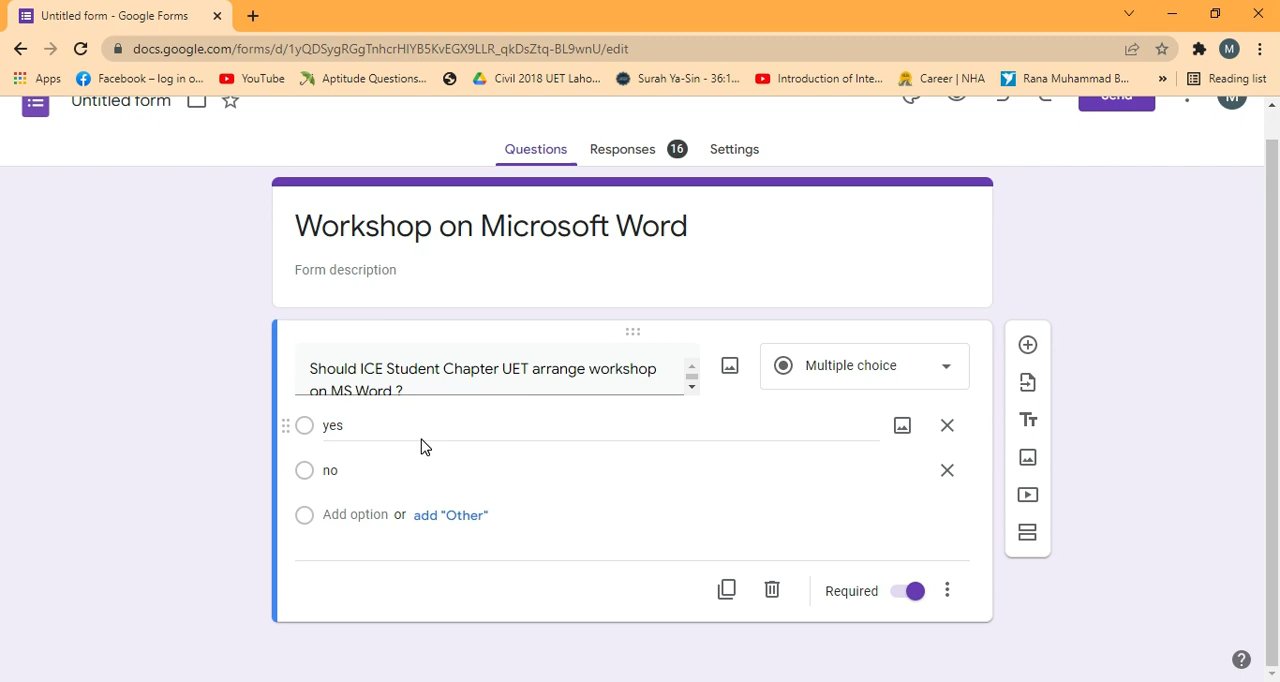 Untitled form - Google Forms
docs.google.com/forms/d/1yQDSygRGgTnhcrHIYB5KvEGX9LLR_qkDsZtq-BL9wnU/edit
M
Apps
Facebook – log in o...
YouTube
Aptitude Questions...
Civil 2018 UET Laho...
Surah Ya-Sin - 36:1...
Introduction of Inte...
Career | NHA
Rana Muhammad B...
»
Reading list
Untitled form
Send
M
Questions
Responses 16
Settings
Workshop on Microsoft Word
Form description
Should ICE Student Chapter UET arrange workshop
on MS Word ?
Multiple choice
yes
no
Add option or add "Other"
Required